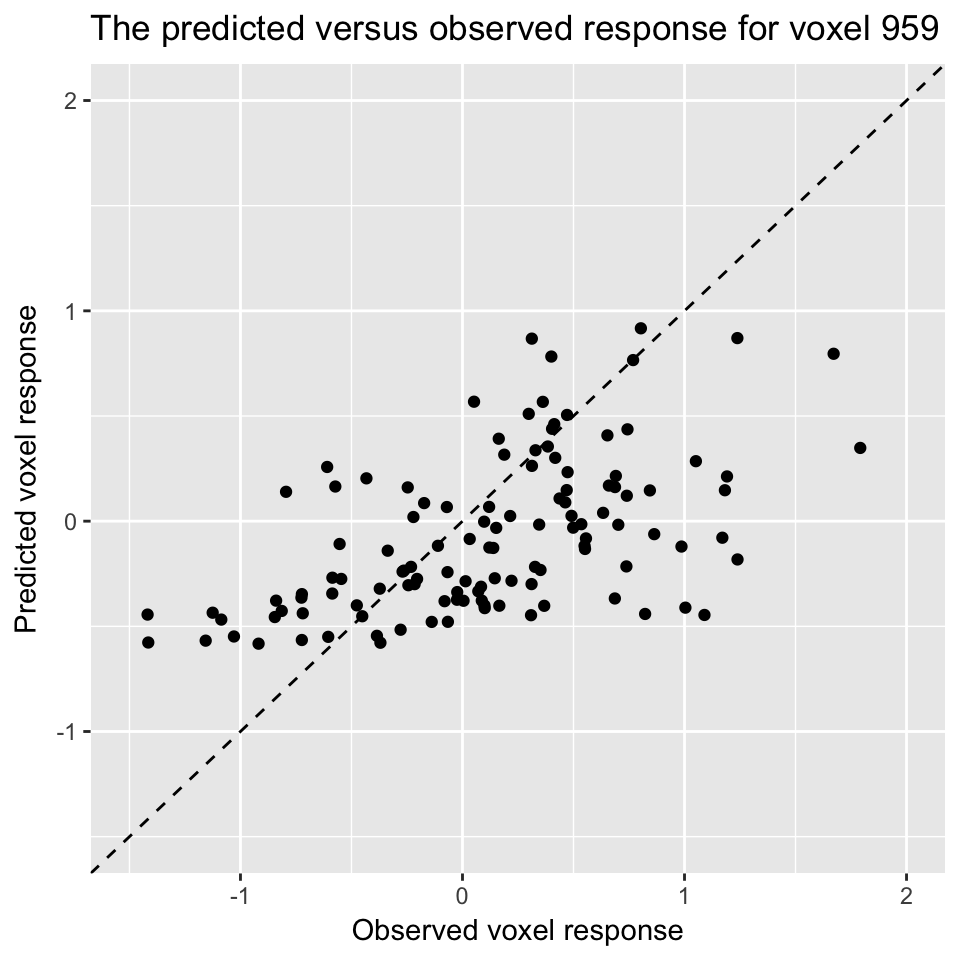 The predicted versus observed response for voxel 959
2
1
0
-1
Predicted voxel response
-1
0
1
2
Observed voxel response